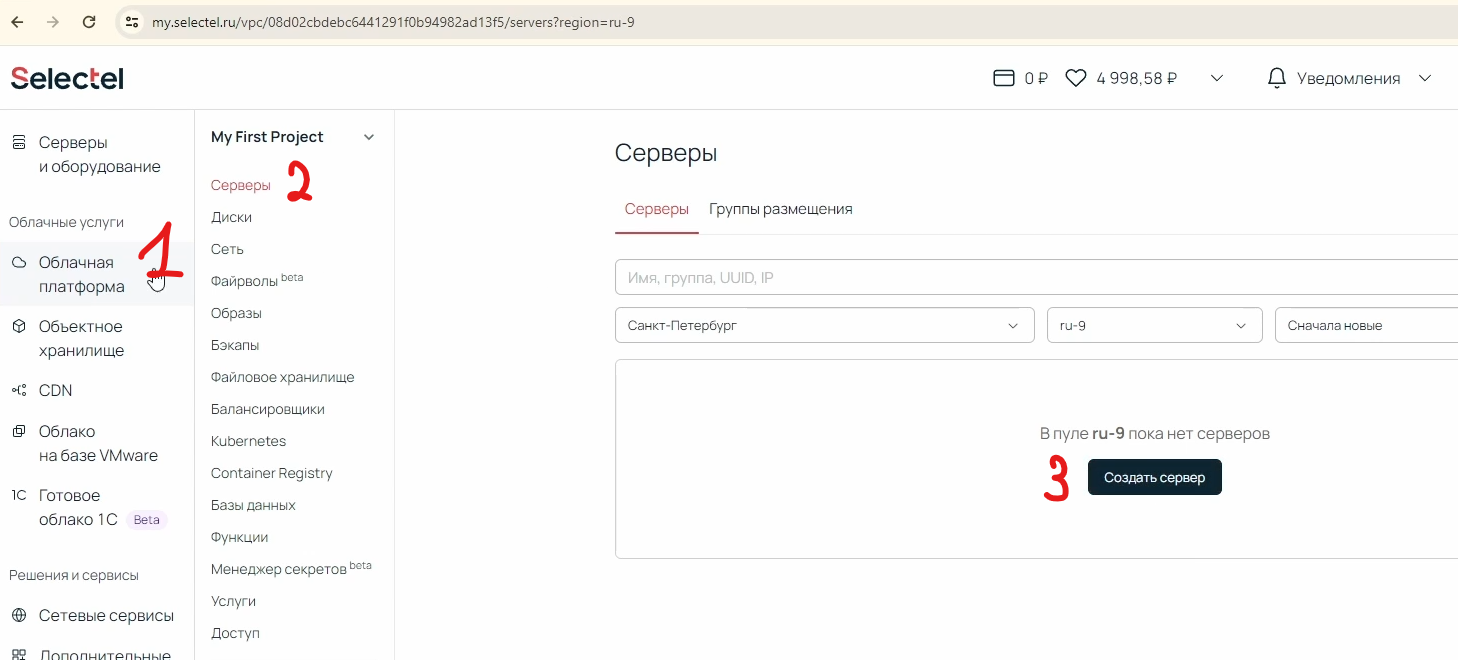 my.selectel.ru/vpc/08d02cbdebc6441291f0b94982ad13f5/servers?region=ru-9
Selectel
0 ₽
4 998,58 ₽
Уведомления
Серверы
и оборудование
Облачные услуги
1
Облачная
платформа
Объектное
хранилище
CDN
Облако
на базе VMware
1C
Готовое
облако 1С Beta
Решения и сервисы
Сетевые сервисы
Дополнительные
My First Project
Серверы 2
Диски
Сеть
Файрволы beta
Образы
Бэкапы
Файловое хранилище
Балансировщики
Kubernetes
Container Registry
Базы данных
Функции
Менеджер секретов beta
Услуги
Доступ
Серверы
Серверы Группы размещения
Имя, группа, UUID, IP
Санкт-Петербург
ru-9
Сначала новые
В пуле ru-9 пока нет серверов
3 Создать сервер